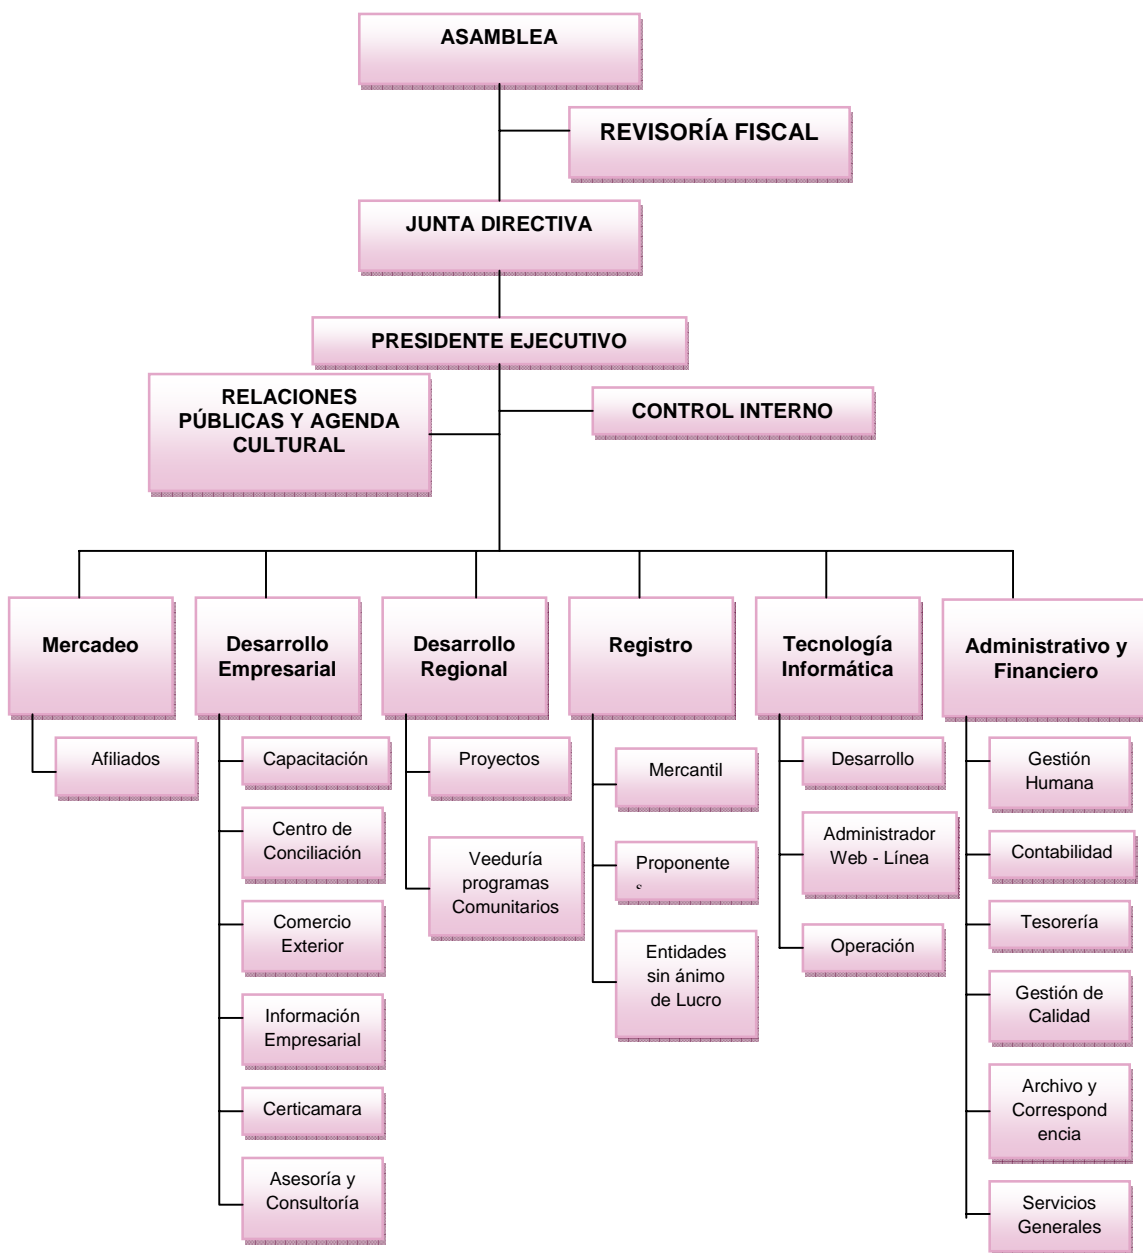 ASAMBLEA
REVISORÍA FISCAL
JUNTA DIRECTIVA
PRESIDENTE EJECUTIVO
RELACIONES
PÚBLICAS Y AGENDA
CULTURAL
CONTROL INTERNO
Mercadeo
Desarrollo
Empresarial
Desarrollo
Regional
Registro
Tecnología
Informática
Administrativo y
Financiero
Afiliados
Capacitación
Centro de
Conciliación
Comercio
Exterior
Información
Empresarial
Certicamara
Asesoría y
Consultoría
Proyectos
Veeduría
programas
Comunitarios
Mercantil
Proponente
s
Entidades
sin ánimo
de Lucro
Desarrollo
Administrador
Web - Línea
Operación
Gestión
Humana
Contabilidad
Tesorería
Gestión de
Calidad
Archivo y
Correspond
encia
Servicios
Generales